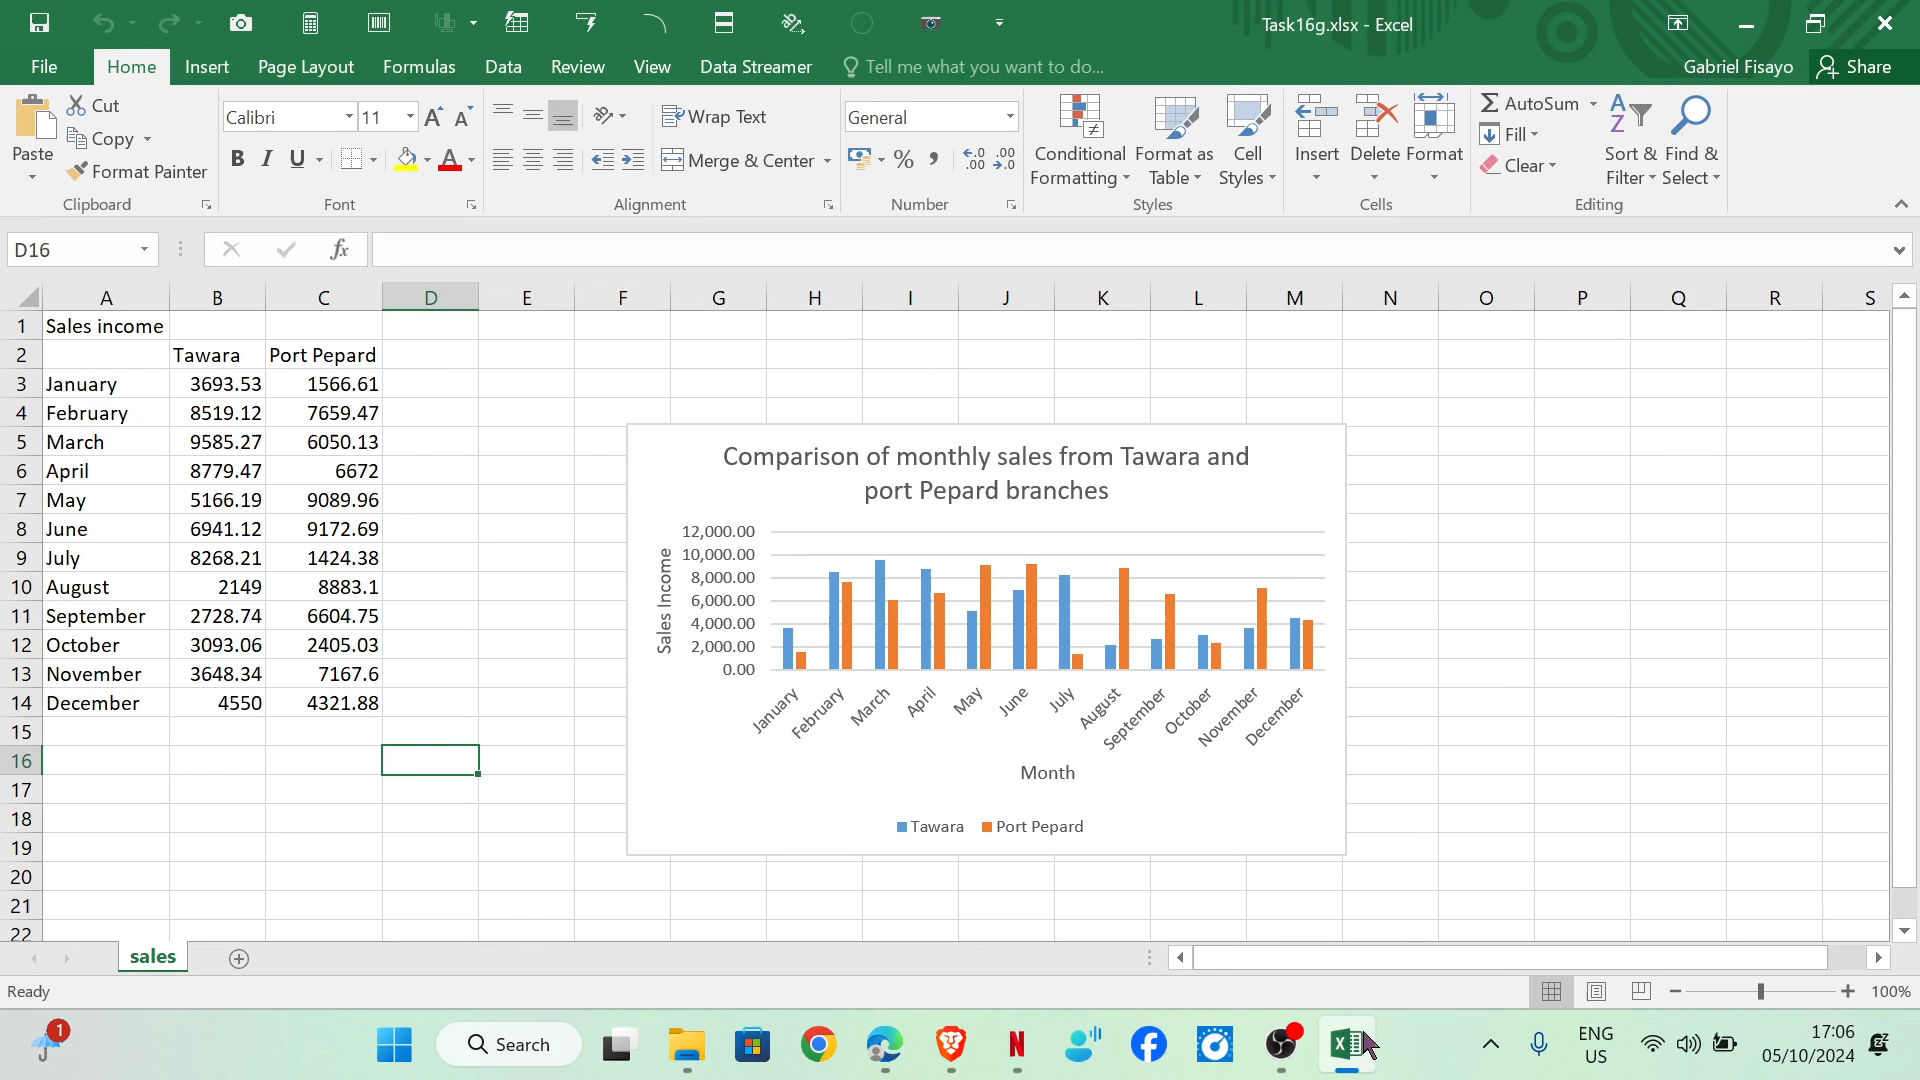 Task16g.xlsx - Excel
File Home Insert Page Layout Formulas Data Review View Data Streamer Tell me what you want to do... Gabriel Fisayo Share
Paste
Cut
Copy
Format Painter
Clipboard
Calibri 11
B I U A
Font
Wrap Text
Merge & Center
Alignment
General
% ,
Number
Conditional Formatting
Format as Table
Cell Styles
Styles
Insert
Delete
Format
Cells
AutoSum
Fill
Clear
Sort & Filter
Find & Select
Editing
D16 fx
A B C D E F G H I J K L M N O P Q R S
1 Sales income
2 Tawara Port Pepard
3 January 3693.53 1566.61
4 February 8519.12 7659.47
5 March 9585.27 6050.13
6 April 8779.47 6672
7 May 5166.19 9089.96
8 June 6941.12 9172.69
9 July 8268.21 1424.38
10 August 2149 8883.1
11 September 2728.74 6604.75
12 October 3093.06 2405.03
13 November 3648.34 7167.6
14 December 4550 4321.88
15
16
17
18
19
20
21
22
Comparison of monthly sales from Tawara and
port Pepard branches
Sales Income
12,000.00
10,000.00
8,000.00
6,000.00
4,000.00
2,000.00
0.00
January February March April May June July August September October November December
Month
Tawara Port Pepard
sales
Ready 100%
1 Search ENG
US
17:06
05/10/2024